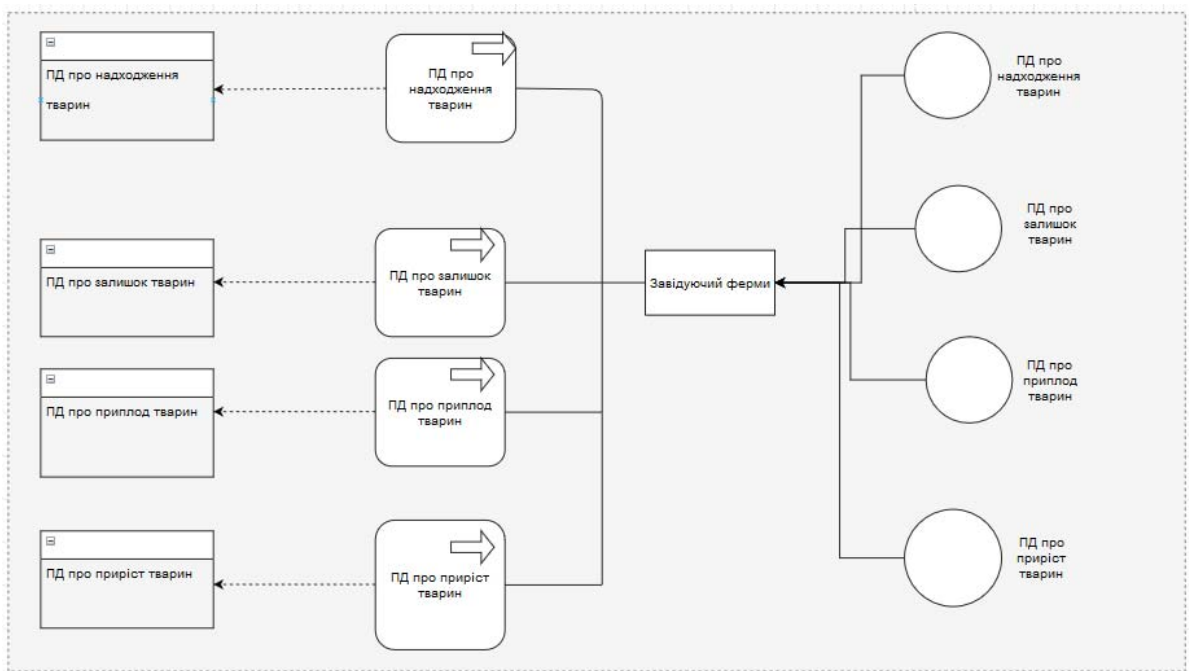 ПД про надходження
тварин
ПД про
надходження
тварин
ПД про
надходження
тварин
ПД про залишок тварин
ПД про залишок
тварин
Завідуючий ферми
ПД про
залишок
тварин
ПД про приплод тварин
ПД про приплод
тварин
ПД про
приплод
тварин
ПД про приріст тварин
ПД про приріст
тварин
ПД про
приріст
тварин